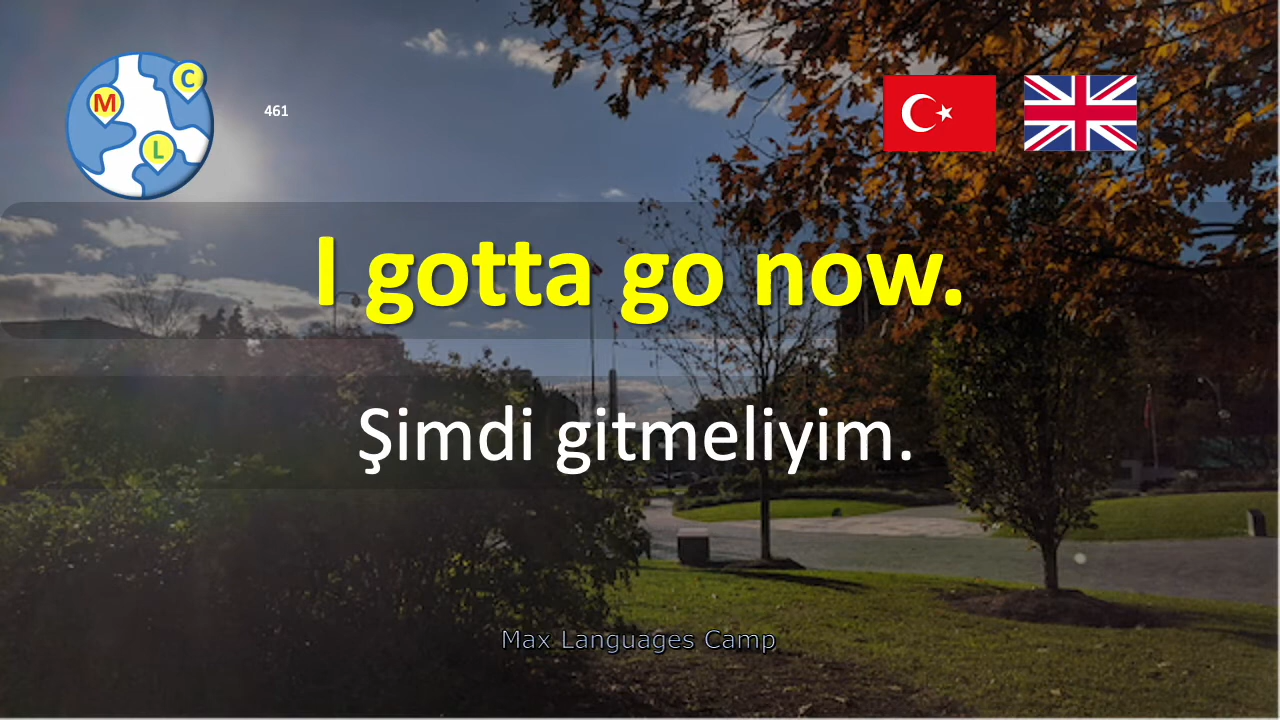 C
M
461
L
I gotta go now.
Şimdi gitmeliyim.
Max Languages Camp